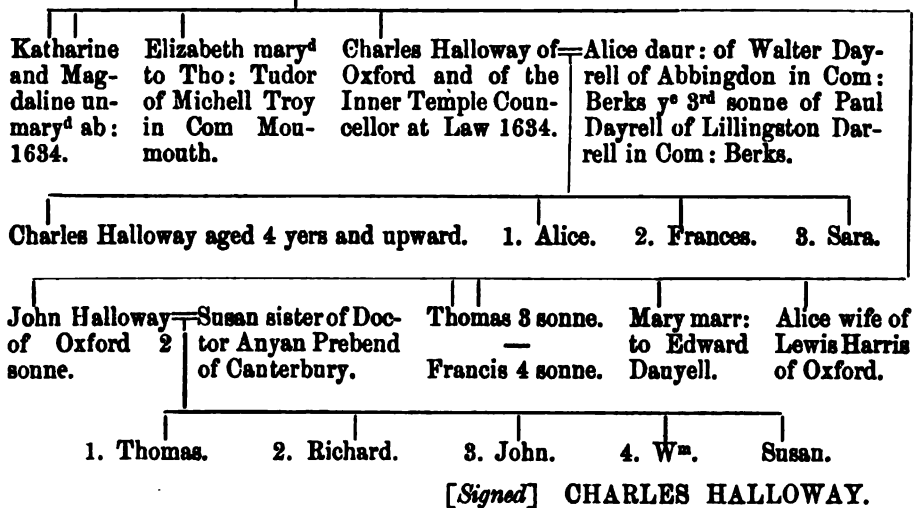 Katharine and Magdaline unmaryᵈ ab: 1634.
Elizabeth maryᵈ to Tho: Tudor of Michell Troy in Com Monmouth.
Charles Halloway of Oxford and of the Inner Temple Councellor at Law 1634.
Alice daur: of Walter Dayrell of Abbingdon in Com: Berks yᵉ 3ʳᵈ sonne of Paul Dayrell of Lillingston Darrell in Com: Berks.
Charles Halloway aged 4 yers and upward. 1. Alice. 2. Frances. 3. Sara.
John Halloway of Oxford 2 sonne.
Susan sister of Doctor Anyan Prebend of Canterbury.
Thomas 3 sonne.
—
Francis 4 sonne.
Mary marr: to Edward Danyell.
Alice wife of Lewis Harris of Oxford.
1. Thomas. 2. Richard. 3. John. 4. Wᵐ. Susan.
[Signed] CHARLES HALLOWAY.